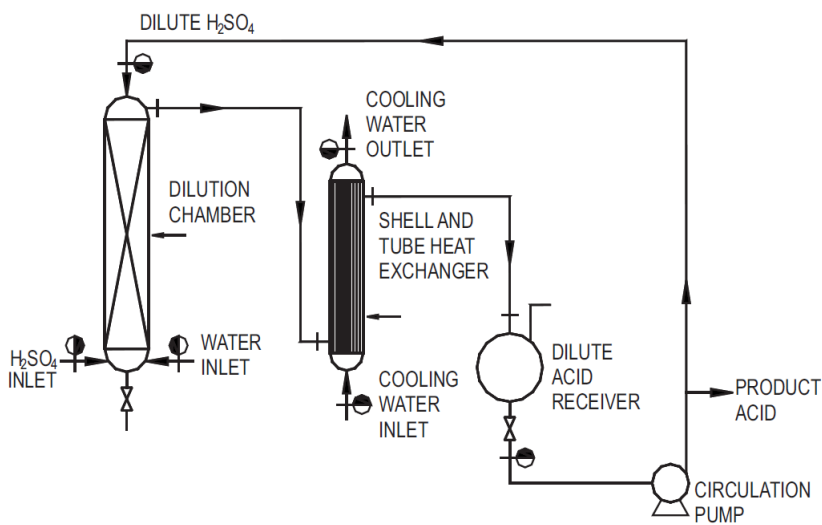 DILUTE H₂SO₄
COOLING
WATER
OUTLET
DILUTION
CHAMBER
SHELL AND
TUBE HEAT
EXCHANGER
H₂SO₄
INLET
WATER
INLET
COOLING
WATER
INLET
DILUTE
ACID
RECEIVER
PRODUCT
ACID
CIRCULATION
PUMP